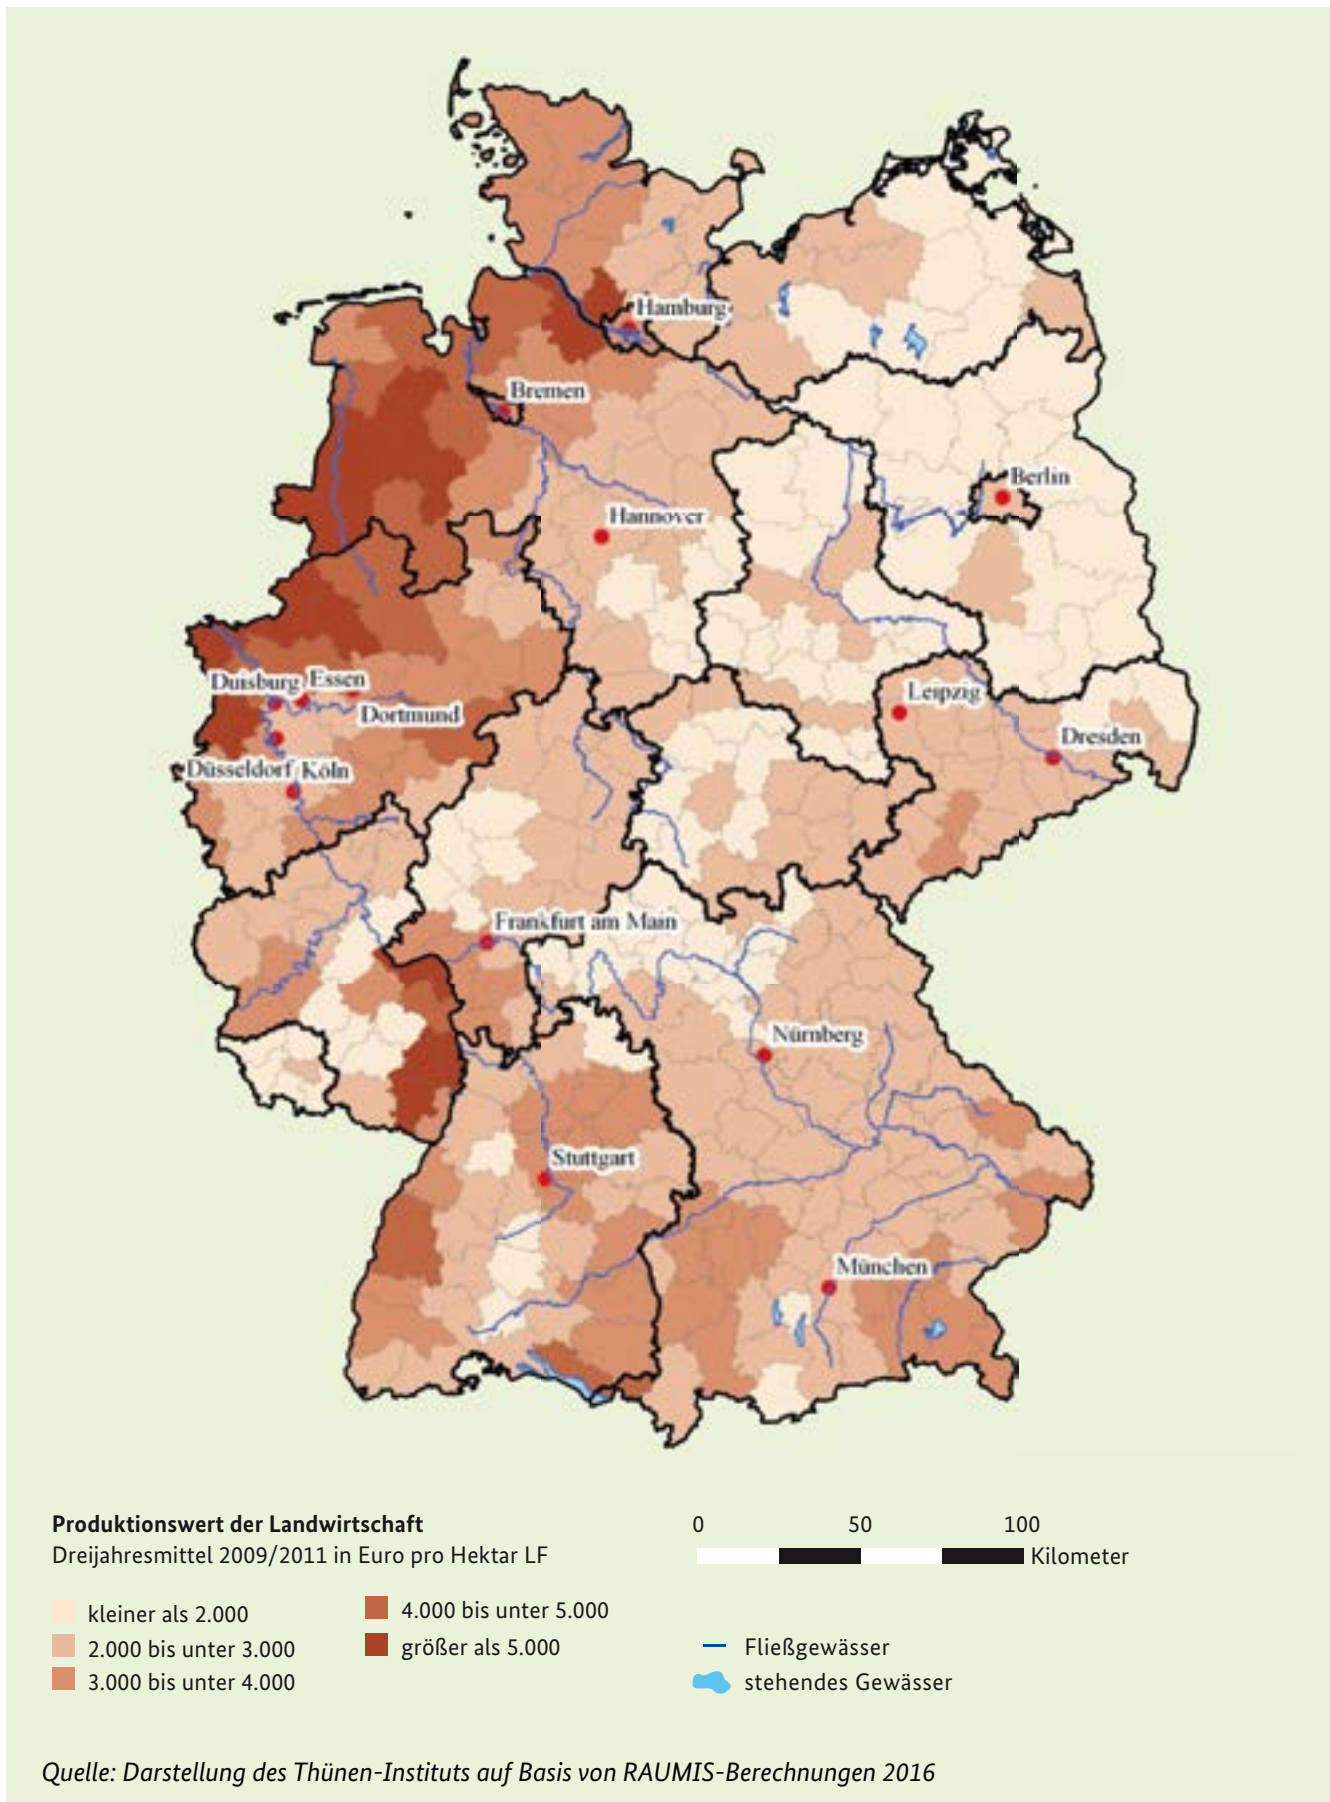 Hamburg
Bremen
Berlin
Hannover
Duisburg Essen
Leipzig
Dortmund
Dresden
Düsseldorf Köln
Frankfurt am Main
Nürnberg
Stuttgart
München
Produktionswert der Landwirtschaft
Dreijahresmittel 2009/2011 in Euro pro Hektar LF
0 50 100
Kilometer
kleiner als 2.000
2.000 bis unter 3.000
3.000 bis unter 4.000
4.000 bis unter 5.000
größer als 5.000
Fließgewässer
stehendes Gewässer
Quelle: Darstellung des Thünen-Instituts auf Basis von RAUMIS-Berechnungen 2016